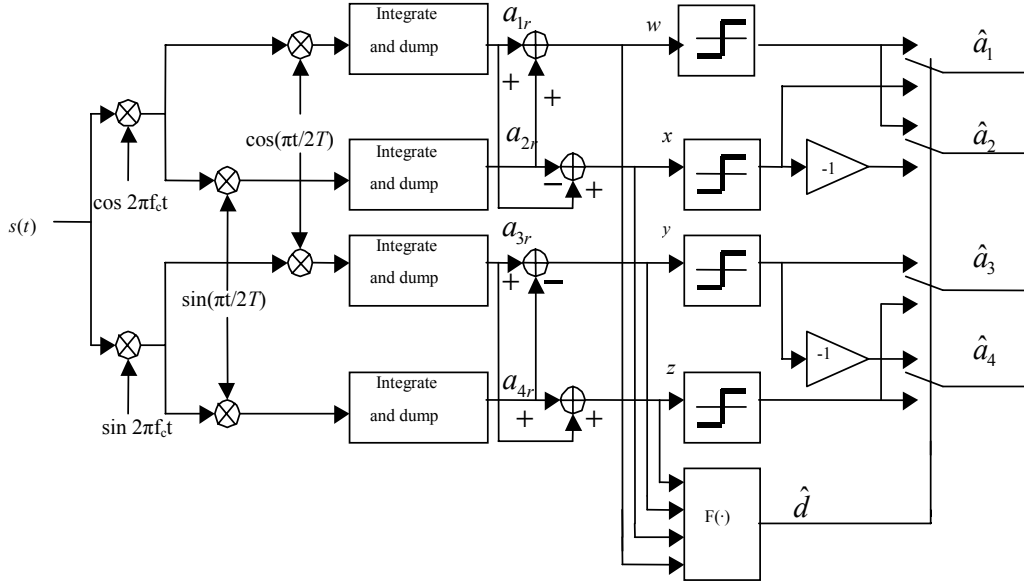 Integrate
and dump
a1r
w
â1
+
+
cos(πt/2T)
a2r
x
â2
Integrate
and dump
-1
−
+
cos 2πfct
s(t)
Integrate
and dump
a3r
y
â3
+
−
sin(πt/2T)
-1
â4
Integrate
and dump
a4r
z
+
+
sin 2πfct
F(·)
d̂